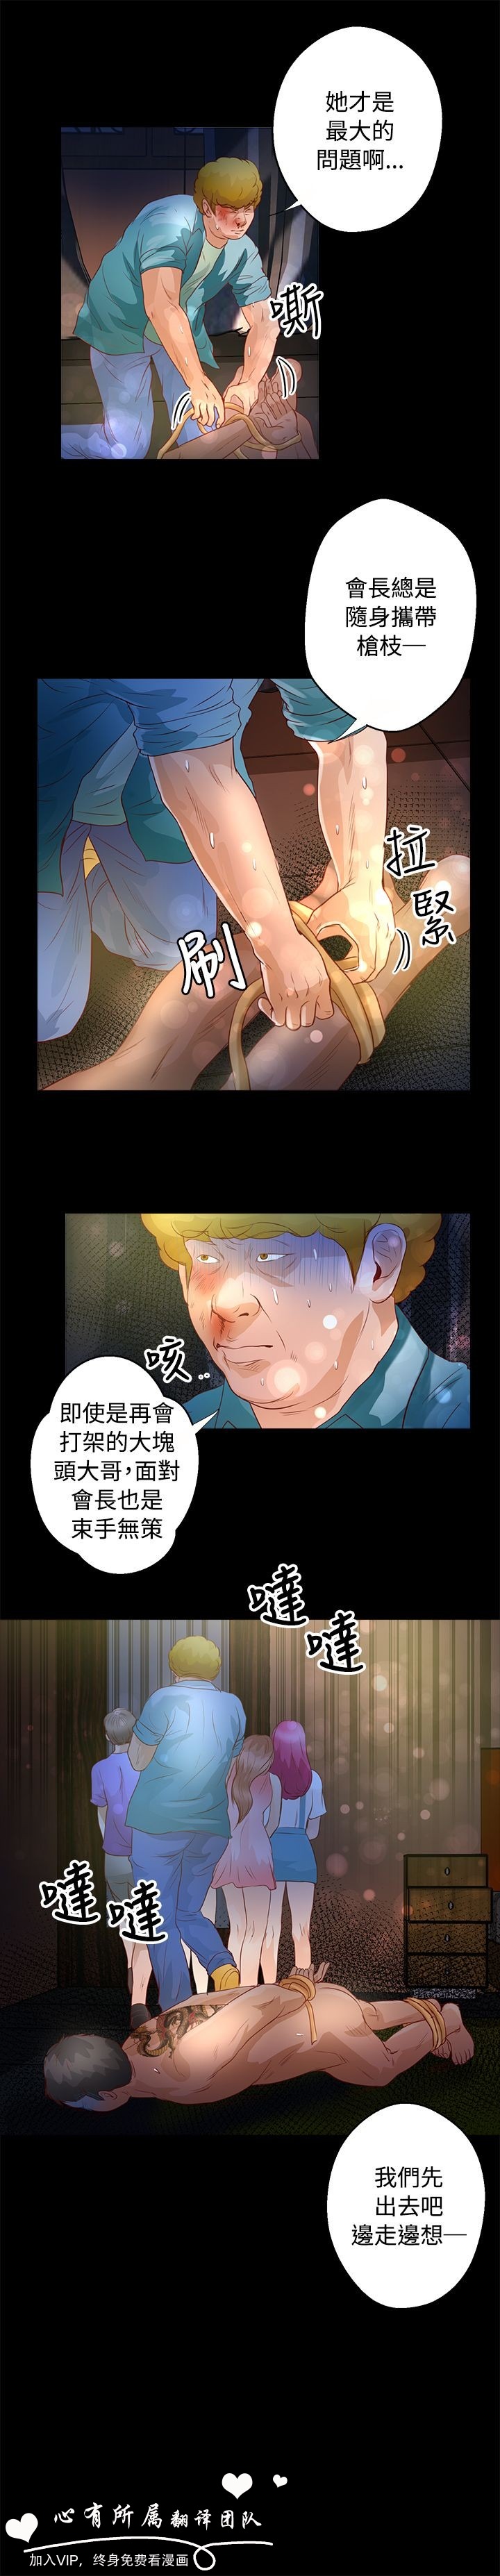 她才是
最大的
問題啊...
嘶
會長總是
隨身攜帶
槍枝—
拉
緊
刷
咳..
即使是再會
打架的大塊
頭大哥，面對
會長也是
束手無策
噠
噠
噠
噠
我們先
出去吧
邊走邊想—
心有所属翻译团队
加入VIP，终身免费看漫画